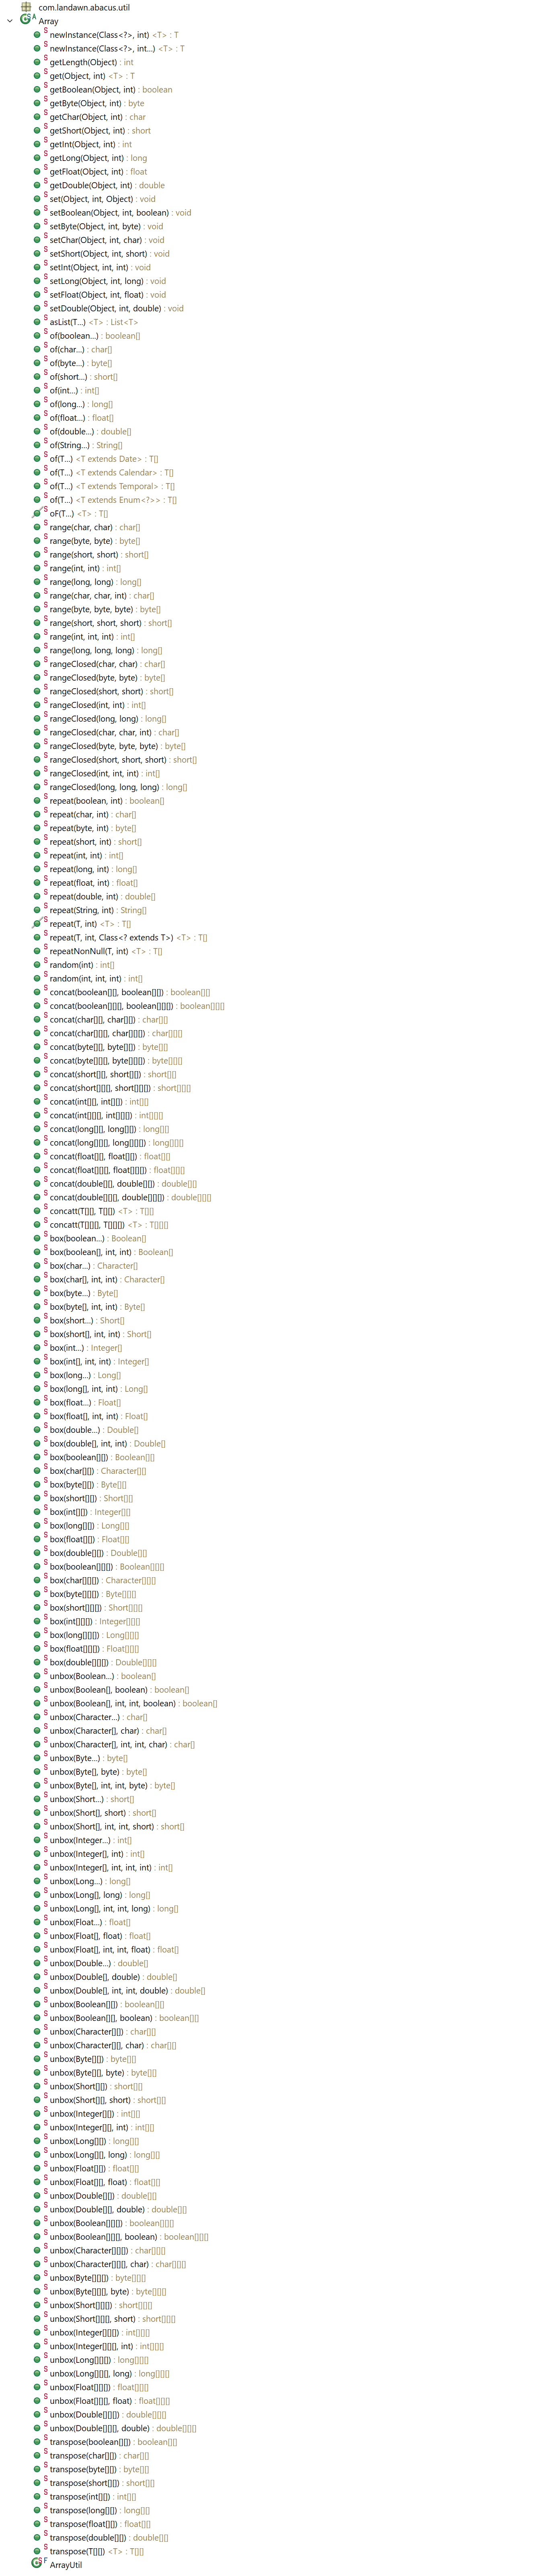 com.landawn.abacus.util
Array
newInstance(Class<?>, int) <T> : T
newInstance(Class<?>, int...) <T> : T
getLength(Object) : int
get(Object, int) <T> : T
getBoolean(Object, int) : boolean
getByte(Object, int) : byte
getChar(Object, int) : char
getShort(Object, int) : short
getInt(Object, int) : int
getLong(Object, int) : long
getFloat(Object, int) : float
getDouble(Object, int) : double
set(Object, int, Object) : void
setBoolean(Object, int, boolean) : void
setByte(Object, int, byte) : void
setChar(Object, int, char) : void
setShort(Object, int, short) : void
setInt(Object, int, int) : void
setLong(Object, int, long) : void
setFloat(Object, int, float) : void
setDouble(Object, int, double) : void
asList(T...) <T> : List<T>
of(boolean...) : boolean[]
of(char...) : char[]
of(byte...) : byte[]
of(short...) : short[]
of(int...) : int[]
of(long...) : long[]
of(float...) : float[]
of(double...) : double[]
of(String...) : String[]
of(T...) <T extends Date> : T[]
of(T...) <T extends Calendar> : T[]
of(T...) <T extends Temporal> : T[]
of(T...) <T extends Enum<?>> : T[]
oF(T...) <T> : T[]
range(char, char) : char[]
range(byte, byte) : byte[]
range(short, short) : short[]
range(int, int) : int[]
range(long, long) : long[]
range(char, char, int) : char[]
range(byte, byte, byte) : byte[]
range(short, short, short) : short[]
range(int, int, int) : int[]
range(long, long, long) : long[]
rangeClosed(char, char) : char[]
rangeClosed(byte, byte) : byte[]
rangeClosed(short, short) : short[]
rangeClosed(int, int) : int[]
rangeClosed(long, long) : long[]
rangeClosed(char, char, int) : char[]
rangeClosed(byte, byte, byte) : byte[]
rangeClosed(short, short, short) : short[]
rangeClosed(int, int, int) : int[]
rangeClosed(long, long, long) : long[]
repeat(boolean, int) : boolean[]
repeat(char, int) : char[]
repeat(byte, int) : byte[]
repeat(short, int) : short[]
repeat(int, int) : int[]
repeat(long, int) : long[]
repeat(float, int) : float[]
repeat(double, int) : double[]
repeat(String, int) : String[]
repeat(T, int) <T> : T[]
repeat(T, int, Class<? extends T>) <T> : T[]
repeatNonNull(T, int) <T> : T[]
random(int) : int[]
random(int, int, int) : int[]
concat(boolean[][], boolean[][]) : boolean[][]
concat(boolean[][][], boolean[][][]) : boolean[][][]
concat(char[][], char[][]) : char[][]
concat(char[][][], char[][][]) : char[][][]
concat(byte[][], byte[][]) : byte[][]
concat(byte[][][], byte[][][]) : byte[][][]
concat(short[][], short[][]) : short[][]
concat(short[][][], short[][][]) : short[][][]
concat(int[][], int[][]) : int[][]
concat(int[][][], int[][][]) : int[][][]
concat(long[][], long[][]) : long[][]
concat(long[][][], long[][][]) : long[][][]
concat(float[][], float[][]) : float[][]
concat(float[][][], float[][][]) : float[][][]
concat(double[][], double[][]) : double[][]
concat(double[][][], double[][][]) : double[][][]
concatt(T[][], T[][]) <T> : T[][]
concatt(T[][][], T[][][]) <T> : T[][][]
box(boolean...) : Boolean[]
box(boolean[], int, int) : Boolean[]
box(char...) : Character[]
box(char[], int, int) : Character[]
box(byte...) : Byte[]
box(byte[], int, int) : Byte[]
box(short...) : Short[]
box(short[], int, int) : Short[]
box(int...) : Integer[]
box(int[], int, int) : Integer[]
box(long...) : Long[]
box(long[], int, int) : Long[]
box(float...) : Float[]
box(float[], int, int) : Float[]
box(double...) : Double[]
box(double[], int, int) : Double[]
box(boolean[][]) : Boolean[][]
box(char[][]) : Character[][]
box(byte[][]) : Byte[][]
box(short[][]) : Short[][]
box(int[][]) : Integer[][]
box(long[][]) : Long[][]
box(float[][]) : Float[][]
box(double[][]) : Double[][]
box(boolean[][][]) : Boolean[][][]
box(char[][][]) : Character[][][]
box(byte[][][]) : Byte[][][]
box(short[][][]) : Short[][][]
box(int[][][]) : Integer[][][]
box(long[][][]) : Long[][][]
box(float[][][]) : Float[][][]
box(double[][][]) : Double[][][]
unbox(Boolean...) : boolean[]
unbox(Boolean[], boolean) : boolean[]
unbox(Boolean[], int, int, boolean) : boolean[]
unbox(Character...) : char[]
unbox(Character[], char) : char[]
unbox(Character[], int, int, char) : char[]
unbox(Byte...) : byte[]
unbox(Byte[], byte) : byte[]
unbox(Byte[], int, int, byte) : byte[]
unbox(Short...) : short[]
unbox(Short[], short) : short[]
unbox(Short[], int, int, short) : short[]
unbox(Integer...) : int[]
unbox(Integer[], int) : int[]
unbox(Integer[], int, int, int) : int[]
unbox(Long...) : long[]
unbox(Long[], long) : long[]
unbox(Long[], int, int, long) : long[]
unbox(Float...) : float[]
unbox(Float[], float) : float[]
unbox(Float[], int, int, float) : float[]
unbox(Double...) : double[]
unbox(Double[], double) : double[]
unbox(Double[], int, int, double) : double[]
unbox(Boolean[][]) : boolean[][]
unbox(Boolean[][], boolean) : boolean[][]
unbox(Character[][]) : char[][]
unbox(Character[][], char) : char[][]
unbox(Byte[][]) : byte[][]
unbox(Byte[][], byte) : byte[][]
unbox(Short[][]) : short[][]
unbox(Short[][], short) : short[][]
unbox(Integer[][]) : int[][]
unbox(Integer[][], int) : int[][]
unbox(Long[][]) : long[][]
unbox(Long[][], long) : long[][]
unbox(Float[][]) : float[][]
unbox(Float[][], float) : float[][]
unbox(Double[][]) : double[][]
unbox(Double[][], double) : double[][]
unbox(Boolean[][][]) : boolean[][][]
unbox(Boolean[][][], boolean) : boolean[][][]
unbox(Character[][][]) : char[][][]
unbox(Character[][][], char) : char[][][]
unbox(Byte[][][]) : byte[][][]
unbox(Byte[][][], byte) : byte[][][]
unbox(Short[][][]) : short[][][]
unbox(Short[][][], short) : short[][][]
unbox(Integer[][][]) : int[][][]
unbox(Integer[][][], int) : int[][][]
unbox(Long[][][]) : long[][][]
unbox(Long[][][], long) : long[][][]
unbox(Float[][][]) : float[][][]
unbox(Float[][][], float) : float[][][]
unbox(Double[][][]) : double[][][]
unbox(Double[][][], double) : double[][][]
transpose(boolean[][]) : boolean[][]
transpose(char[][]) : char[][]
transpose(byte[][]) : byte[][]
transpose(short[][]) : short[][]
transpose(int[][]) : int[][]
transpose(long[][]) : long[][]
transpose(float[][]) : float[][]
transpose(double[][]) : double[][]
transpose(T[][]) <T> : T[][]
ArrayUtil